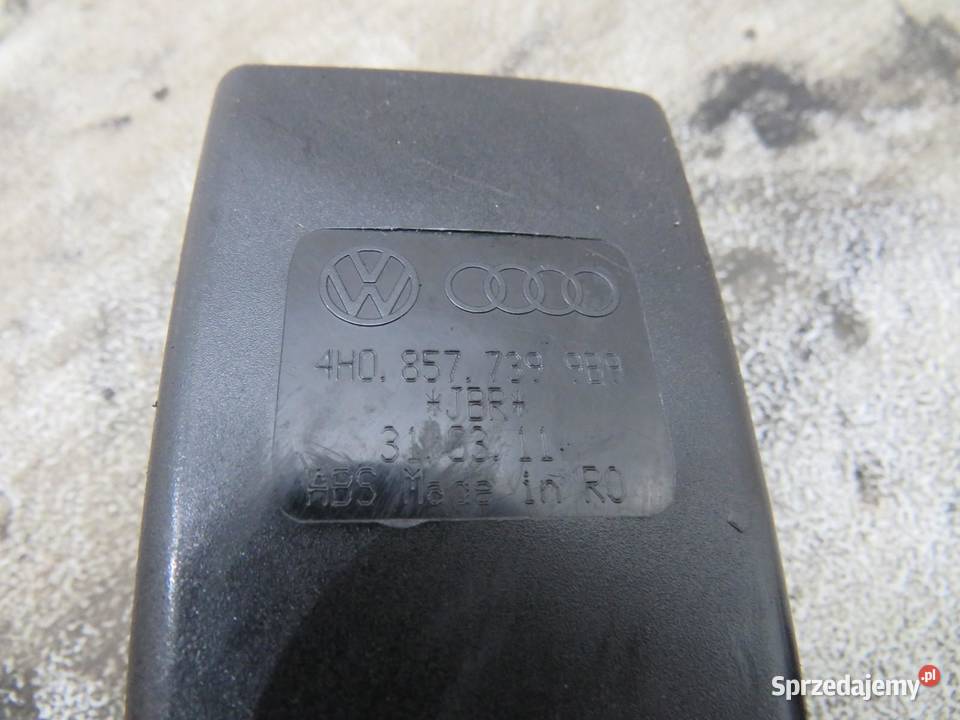 4H0.857.739 9B9
*JBR*
31.03.11
ABS Made in RO
Sprzedajemy.pl